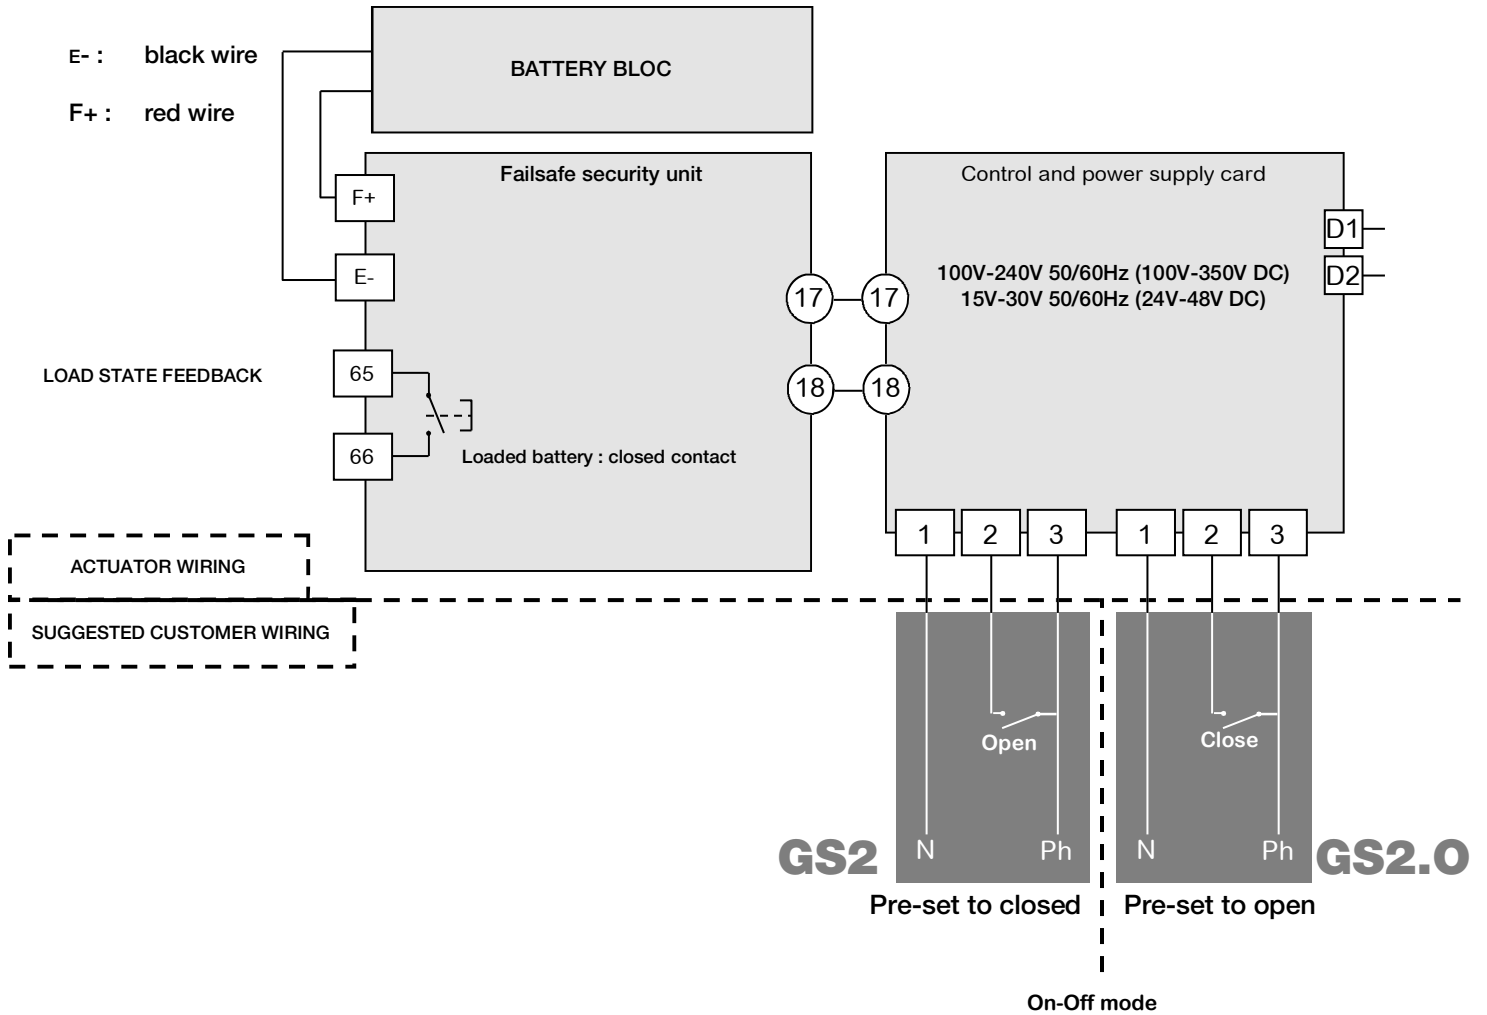 E- : black wire
F+ : red wire
BATTERY BLOC
Failsafe security unit
F+
E-
LOAD STATE FEEDBACK
65
66
Loaded battery : closed contact
17
17
18
18
Control and power supply card
100V-240V 50/60Hz (100V-350V DC)
15V-30V 50/60Hz (24V-48V DC)
D1
D2
1 2 3 1 2 3
ACTUATOR WIRING
SUGGESTED CUSTOMER WIRING
Open
Close
GS2 N Ph N Ph GS2.O
Pre-set to closed
Pre-set to open
On-Off mode